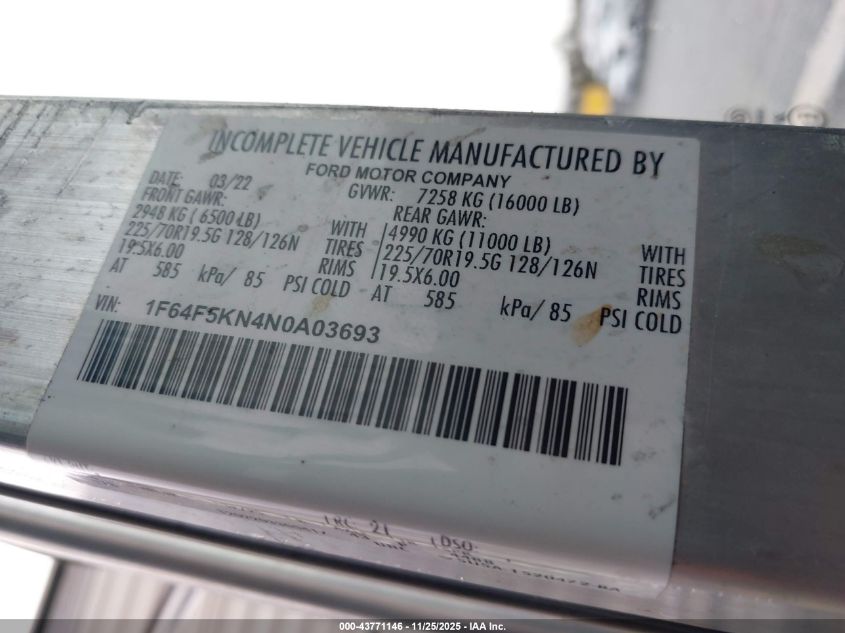 INCOMPLETE VEHICLE MANUFACTURED BY
FORD MOTOR COMPANY
DATE: 03/22
GVWR: 7258 KG (16000 LB)
FRONT GAWR:
REAR GAWR:
2948 KG ( 6500 LB)
WITH
4990 KG (11000 LB)
WITH
225/70R19.5G 128/126N
TIRES
225/70R19.5G 128/126N
TIRES
19.5X6.00
RIMS
19.5X6.00
RIMS
AT 585 kPa/ 85 PSI COLD
AT 585 kPa/ 85 PSI COLD
VIN: 1F64F5KN4N0A03693
000-43771146 - 11/25/2025 - IAA Inc.